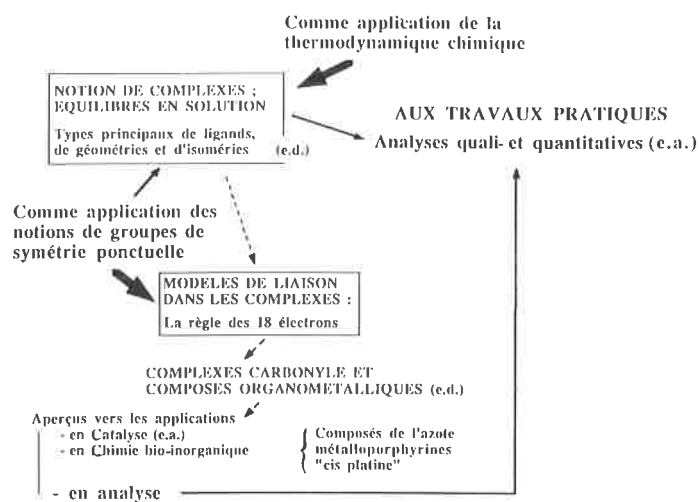 Comme application de la
thermodynamique chimique
NOTION DE COMPLEXES ;
EQUILIBRES EN SOLUTION
Types principaux de ligands,
de géométries et d'isoméries (e.d.)
AUX TRAVAUX PRATIQUES
Analyses quali- et quantitatives (e.a.)
Comme application des
notions de groupes de
symétrie ponctuelle
MODELES DE LIAISON
DANS LES COMPLEXES :
La règle des 18 électrons
COMPLEXES CARBONYLE ET
COMPOSES ORGANOMETALLIQUES (e.d.)
Aperçus vers les applications
- en Catalyse (e.a.)
- en Chimie bio-inorganique
Composés de l'azote
métalloporphyrines
"cis platine"
- en analyse